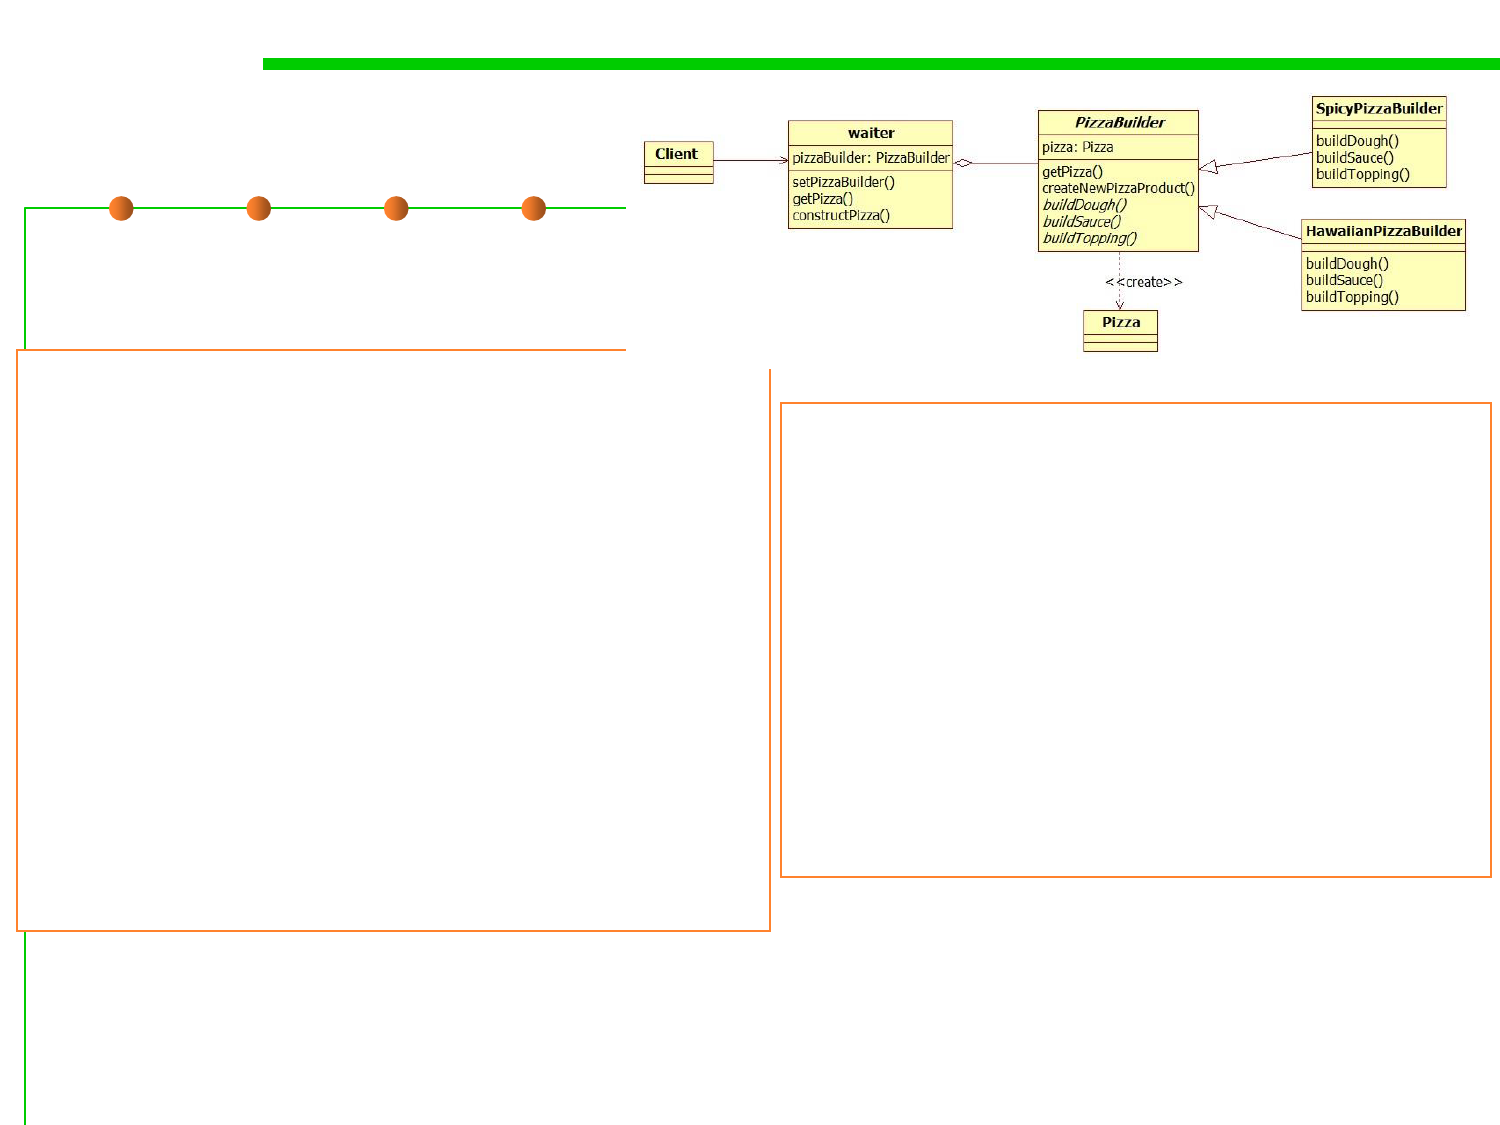 Client
waiter
pizzaBuilder: PizzaBuilder
setPizzaBuilder()
getPizza()
constructPizza()
PizzaBuilder
pizza: Pizza
getPizza()
createNewPizzaProduct()
buildDough()
buildSauce()
buildTopping()
<<create>>
Pizza
SpicyPizzaBuilder
buildDough()
buildSauce()
buildTopping()
HawaiianPizzaBuilder
buildDough()
buildSauce()
buildTopping()